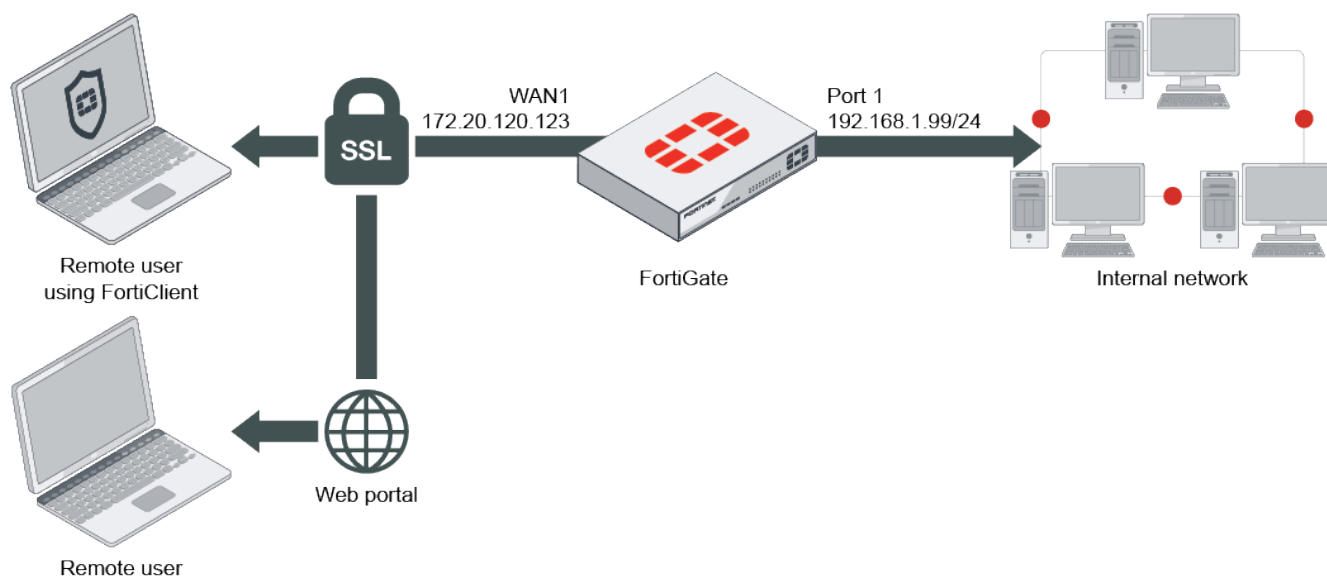 WAN1
172.20.120.123
Port 1
192.168.1.99/24
SSL
FORTINET
Remote user
using FortiClient
FortiGate
Internal network
Web portal
Remote user